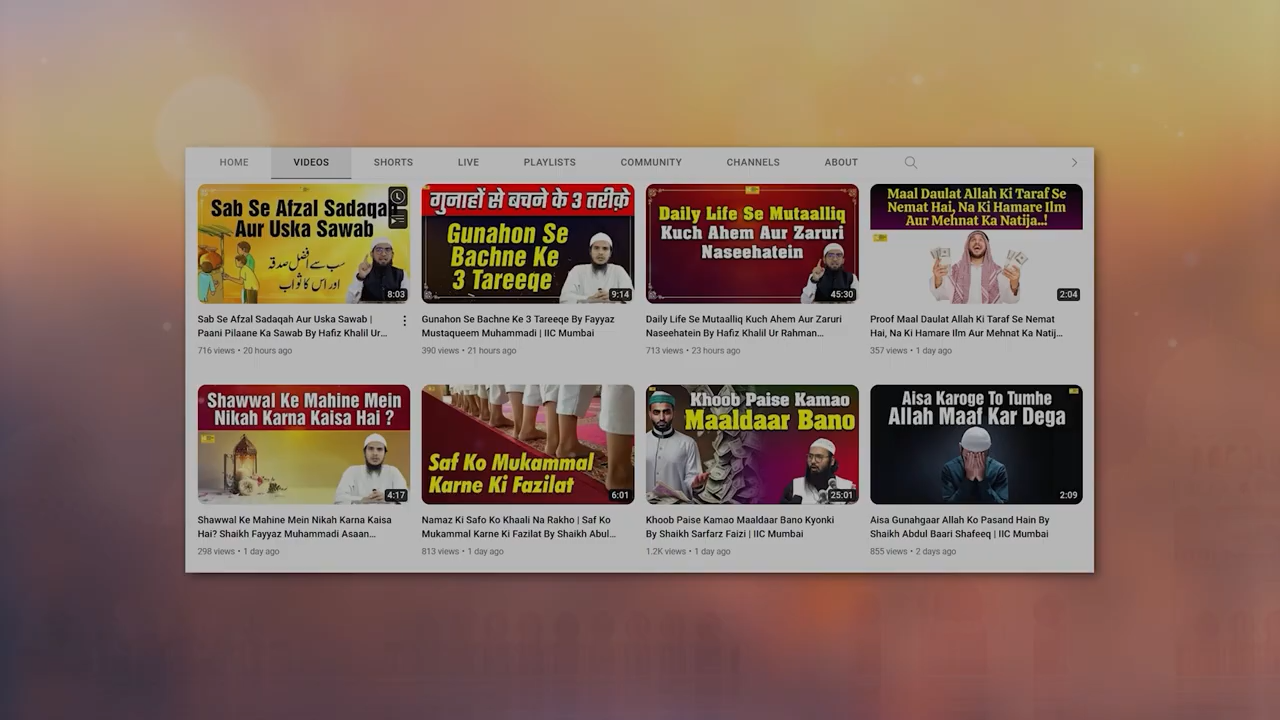 HOME VIDEOS SHORTS LIVE PLAYLISTS COMMUNITY CHANNELS ABOUT
Sab Se Afzal Sadaqah
Aur Uska Sawab
سب سے افضل صدقہ
اور اس کا ثواب
8:03
Sab Se Afzal Sadaqah Aur Uska Sawab |
Paani Pilaane Ka Sawab By Hafiz Khalil Ur...
716 views • 20 hours ago
गुनाहों से बचने के 3 तरीक़े
Gunahon Se
Bachne Ke
3 Tareeqe
9:14
Gunahon Se Bachne Ke 3 Tareeqe By Fayyaz
Mustaqueem Muhammadi | IIC Mumbai
390 views • 21 hours ago
Daily Life Se Mutaalliq
Kuch Ahem Aur Zaruri
Naseehatein
45:30
Daily Life Se Mutaalliq Kuch Ahem Aur Zaruri
Naseehatein By Hafiz Khalil Ur Rahman...
713 views • 23 hours ago
Maal Daulat Allah Ki Taraf Se
Nemat Hai, Na Ki Hamare Ilm
Aur Mehnat Ka Natija..!
2:04
Proof Maal Daulat Allah Ki Taraf Se Nemat
Hai, Na Ki Hamare Ilm Aur Mehnat Ka Natij...
357 views • 1 day ago
Shawwal Ke Mahine Mein
Nikah Karna Kaisa Hai ?
4:17
Shawwal Ke Mahine Mein Nikah Karna Kaisa
Hai? Shaikh Fayyaz Muhammadi Asaan...
298 views • 1 day ago
Saf Ko Mukammal
Karne Ki Fazilat
6:01
Namaz Ki Safo Ko Khaali Na Rakho | Saf Ko
Mukammal Karne Ki Fazilat By Shaikh Abul...
813 views • 1 day ago
Khoob Paise Kamao
Maaldaar Bano
25:01
Khoob Paise Kamao Maaldaar Bano Kyonki
By Shaikh Sarfarz Faizi | IIC Mumbai
1.2K views • 1 day ago
Aisa Karoge To Tumhe
Allah Maaf Kar Dega
2:09
Aisa Gunahgaar Allah Ko Pasand Hain By
Shaikh Abdul Baari Shafeeq | IIC Mumbai
855 views • 2 days ago